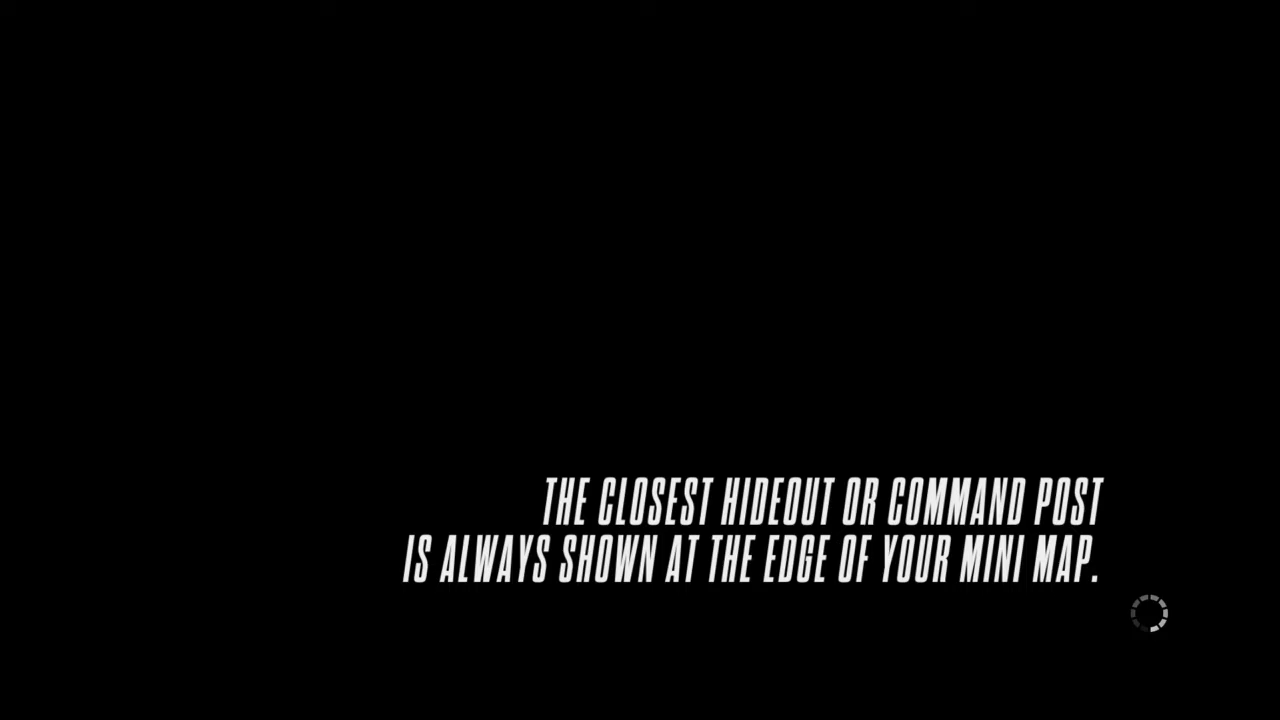 THE CLOSEST HIDEOUT OR COMMAND POST
IS ALWAYS SHOWN AT THE EDGE OF YOUR MINI MAP.